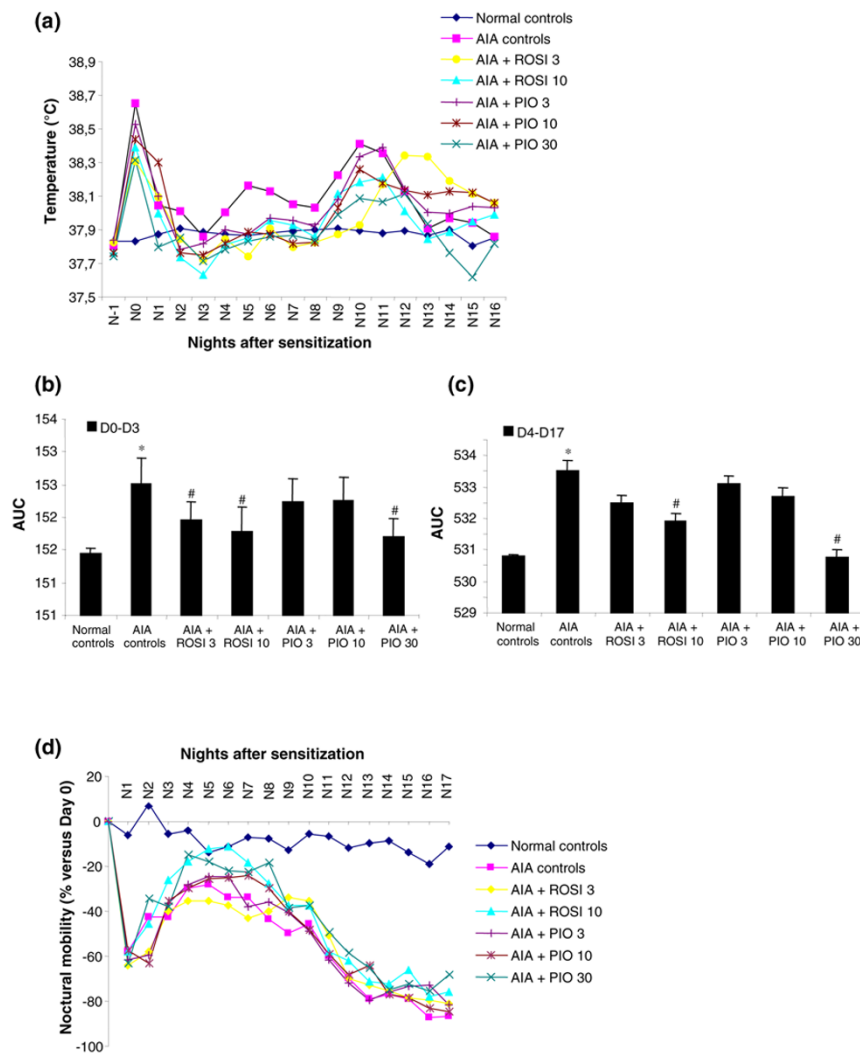 (a)
Normal controls
AIA controls
AIA + ROSI 3
AIA + ROSI 10
AIA + PIO 3
AIA + PIO 10
AIA + PIO 30
Temperature (°C)
38,9
38,7
38,5
38,3
38,1
37,9
37,7
37,5
N-1 N0 N1 N2 N3 N4 N5 N6 N7 N8 N9 N10 N11 N12 N13 N14 N15 N16
Nights after sensitization
(b)
D0-D3
AUC
154
153
153
152
152
151
151
* # # #
Normal controls
AIA controls
AIA + ROSI 3
AIA + ROSI 10
AIA + PIO 3
AIA + PIO 10
AIA + PIO 30
(c)
D4-D17
AUC
534
533
532
531
530
529
* # #
Normal controls
AIA controls
AIA + ROSI 3
AIA + ROSI 10
AIA + PIO 3
AIA + PIO 10
AIA + PIO 30
(d)
Nights after sensitization
N1 N2 N3 N4 N5 N6 N7 N8 N9 N10 N11 N12 N13 N14 N15 N16 N17
Noctural mobility (% versus Day 0)
20
0
-20
-40
-60
-80
-100
Normal controls
AIA controls
AIA + ROSI 3
AIA + ROSI 10
AIA + PIO 3
AIA + PIO 10
AIA + PIO 30